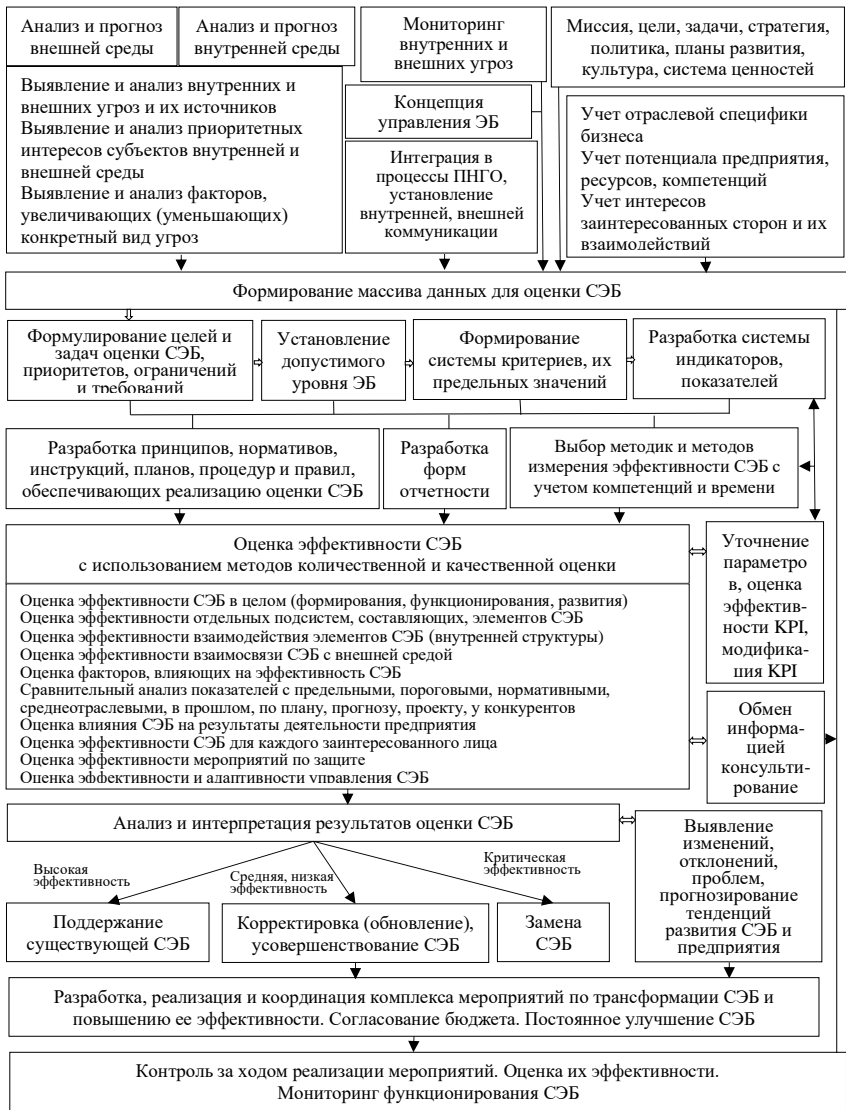 Анализ и прогноз
внешней среды
Анализ и прогноз
внутренней среды
Мониторинг
внутренних и
внешних угроз
Миссия, цели, задачи, стратегия,
политика, планы развития,
культура, система ценностей
Выявление и анализ внутренних и
внешних угроз и их источников
Выявление и анализ приоритетных
интересов субъектов внутренней и
внешней среды
Выявление и анализ факторов,
увеличивающих (уменьшающих)
конкретный вид угроз
Концепция
управления ЭБ
Интеграция в
процессы ПНГО,
установление
внутренней, внешней
коммуникации
Учет отраслевой специфики
бизнеса
Учет потенциала предприятия,
ресурсов, компетенций
Учет интересов
заинтересованных сторон и их
взаимодействий
Формирование массива данных для оценки СЭБ
Формулирование целей и
задач оценки СЭБ,
приоритетов, ограничений
и требований
Установление
допустимого
уровня ЭБ
Формирование
системы критериев, их
предельных значений
Разработка системы
индикаторов,
показателей
Разработка принципов, нормативов,
инструкций, планов, процедур и правил,
обеспечивающих реализацию оценки СЭБ
Разработка
форм
отчетности
Выбор методик и методов
измерения эффективности СЭБ с
учетом компетенций и времени
Оценка эффективности СЭБ
с использованием методов количественной и качественной оценки
Уточнение
параметро
в, оценка
эффектив-
ности KPI,
модифика-
ция KPI
Оценка эффективности СЭБ в целом (формирования, функционирования, развития)
Оценка эффективности отдельных подсистем, составляющих, элементов СЭБ
Оценка эффективности взаимодействия элементов СЭБ (внутренней структуры)
Оценка эффективности взаимосвязи СЭБ с внешней средой
Оценка факторов, влияющих на эффективность СЭБ
Сравнительный анализ показателей с предельными, пороговыми, нормативными,
среднеотраслевыми, в прошлом, по плану, прогнозу, проекту, у конкурентов
Оценка влияния СЭБ на результаты деятельности предприятия
Оценка эффективности СЭБ для каждого заинтересованного лица
Оценка эффективности мероприятий по защите
Оценка эффективности и адаптивности управления СЭБ
Обмен
информа-
цией
консульти-
рование
Анализ и интерпретация результатов оценки СЭБ
Выявление
изменений,
отклонений,
проблем,
прогнозирование
тенденций
развития СЭБ и
предприятия
Высокая
эффективность
Средняя, низкая
эффективность
Критическая
эффективность
Поддержание
существующей СЭБ
Корректировка (обновление),
усовершенствование СЭБ
Замена
СЭБ
Разработка, реализация и координация комплекса мероприятий по трансформации СЭБ и
повышению ее эффективности. Согласование бюджета. Постоянное улучшение СЭБ
Контроль за ходом реализации мероприятий. Оценка их эффективности.
Мониторинг функционирования СЭБ